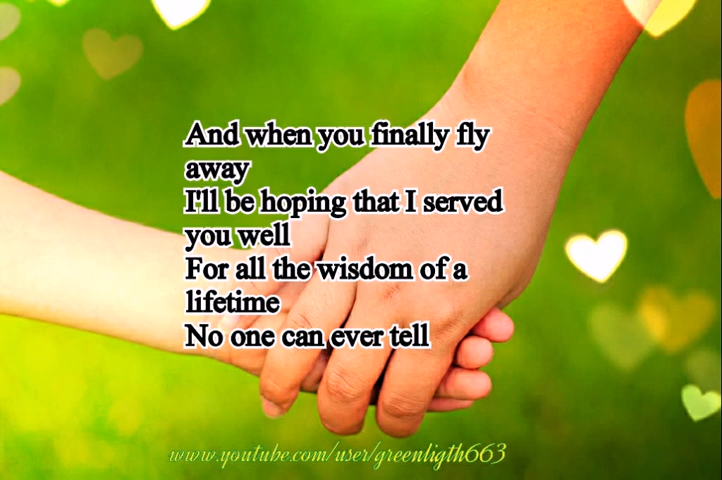 And when you finally fly
away
I'll be hoping that I served
you well
For all the wisdom of a
lifetime
No one can ever tell
www.youtube.com/user/greenligth663